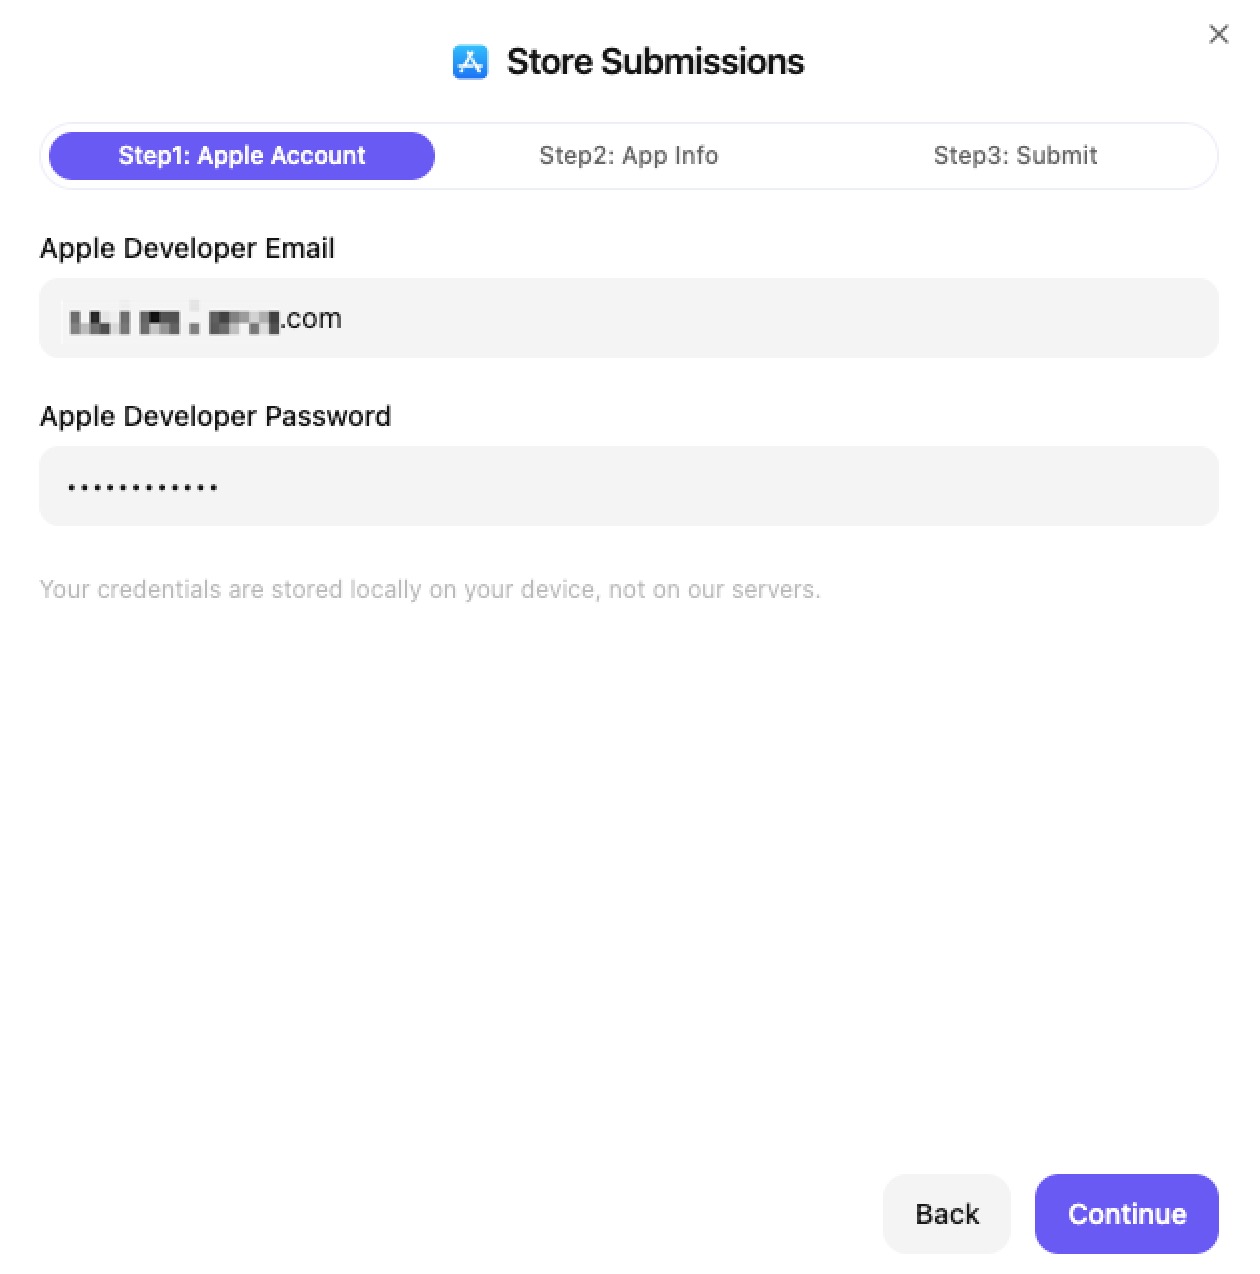 Store Submissions
Step1: Apple Account
Step2: App Info
Step3: Submit
Apple Developer Email
.com
Apple Developer Password
••••••••••••
Your credentials are stored locally on your device, not on our servers.
Back
Continue